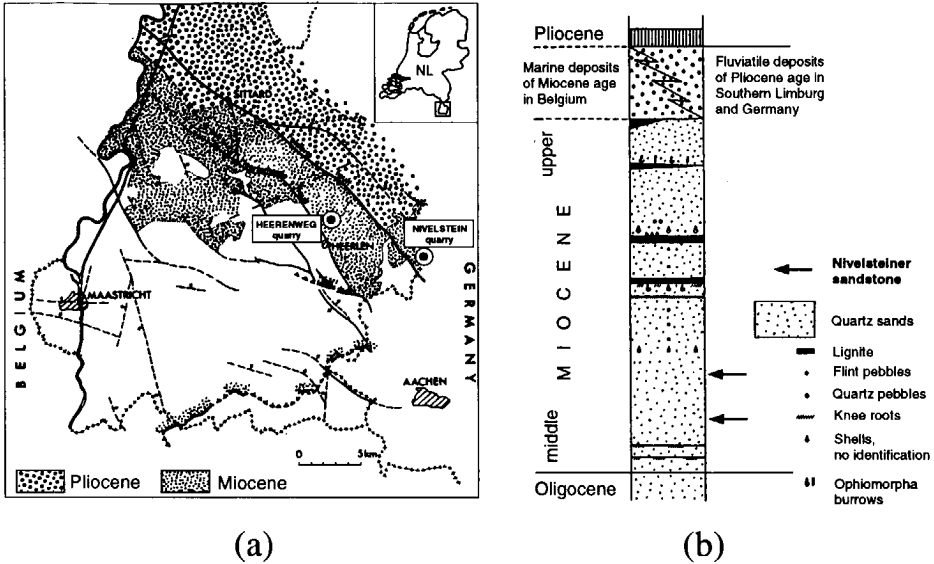 NL
SITTARD
HEERENWEG
quarry
HEERLEN
NIVELSTEIN
quarry
BELGIUM
MAASTRICHT
GERMANY
AACHEN
0 5km
Pliocene Miocene
(a)
Pliocene
Marine deposits
of Miocene age
in Belgium
Fluviatile deposits
of Pliocene age in
Southern Limburg
and Germany
upper
MIOCENE
middle
Oligocene
Nivelsteiner
sandstone
Quartz sands
Lignite
Flint pebbles
Quartz pebbles
Knee roots
Shells,
no identification
Ophiomorpha
burrows
(b)